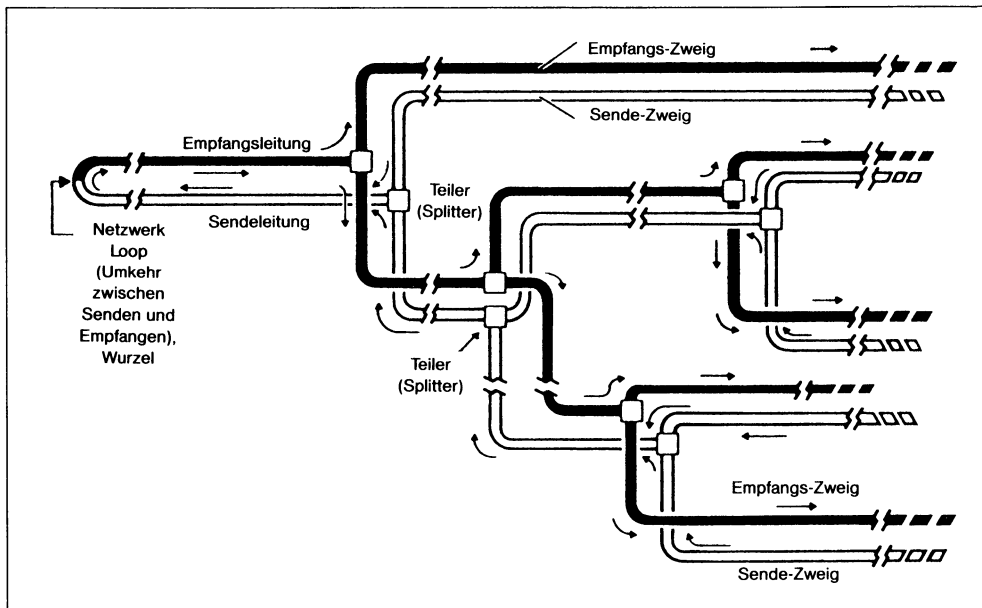 Empfangs-Zweig
Sende-Zweig
Empfangsleitung
Sendeleitung
Teiler
(Splitter)
Netzwerk
Loop
(Umkehr
zwischen
Senden und
Empfangen),
Wurzel
Teiler
(Splitter)
Empfangs-Zweig
Sende-Zweig